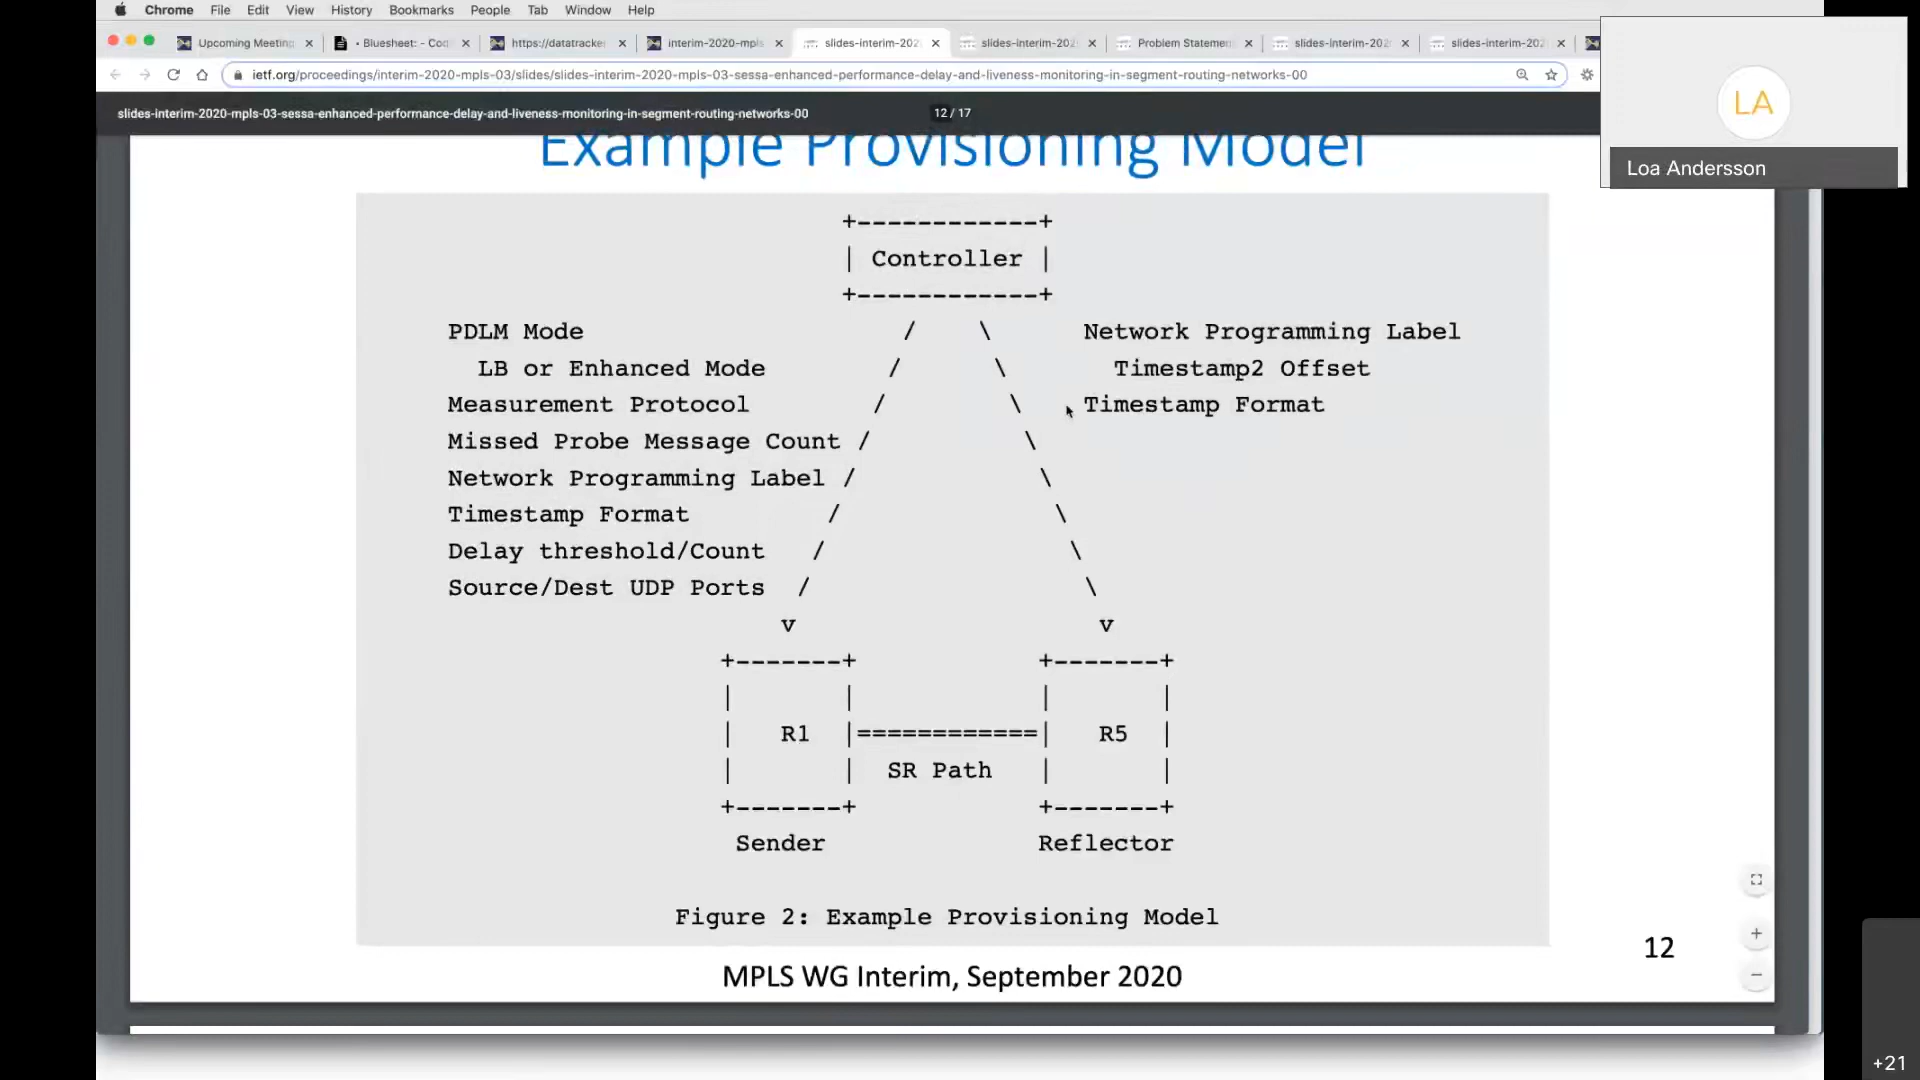 Chrome File Edit View History Bookmarks People Tab Window Help
Upcoming Meeting
• Bluesheet: - Cod
https://datatracker
interim-2020-mpls
slides-interim-202
slides-interim-202
Problem Statemen
slides-interim-202
slides-interim-202
ietf.org/proceedings/interim-2020-mpls-03/slides/slides-interim-2020-mpls-03-sessa-enhanced-performance-delay-and-liveness-monitoring-in-segment-routing-networks-00
slides-interim-2020-mpls-03-sessa-enhanced-performance-delay-and-liveness-monitoring-in-segment-routing-networks-00
12 / 17
LA
Loa Andersson
Example Provisioning Model
+------------+
| Controller |
+------------+
PDLM Mode / \ Network Programming Label
LB or Enhanced Mode / \ Timestamp2 Offset
Measurement Protocol / \ Timestamp Format
Missed Probe Message Count / \
Network Programming Label / \
Timestamp Format / \
Delay threshold/Count / \
Source/Dest UDP Ports / \
v v
+-------+ +-------+
| | | |
| R1 |============| R5 |
| | SR Path | |
+-------+ +-------+
Sender Reflector
Figure 2: Example Provisioning Model
12
MPLS WG Interim, September 2020
+21